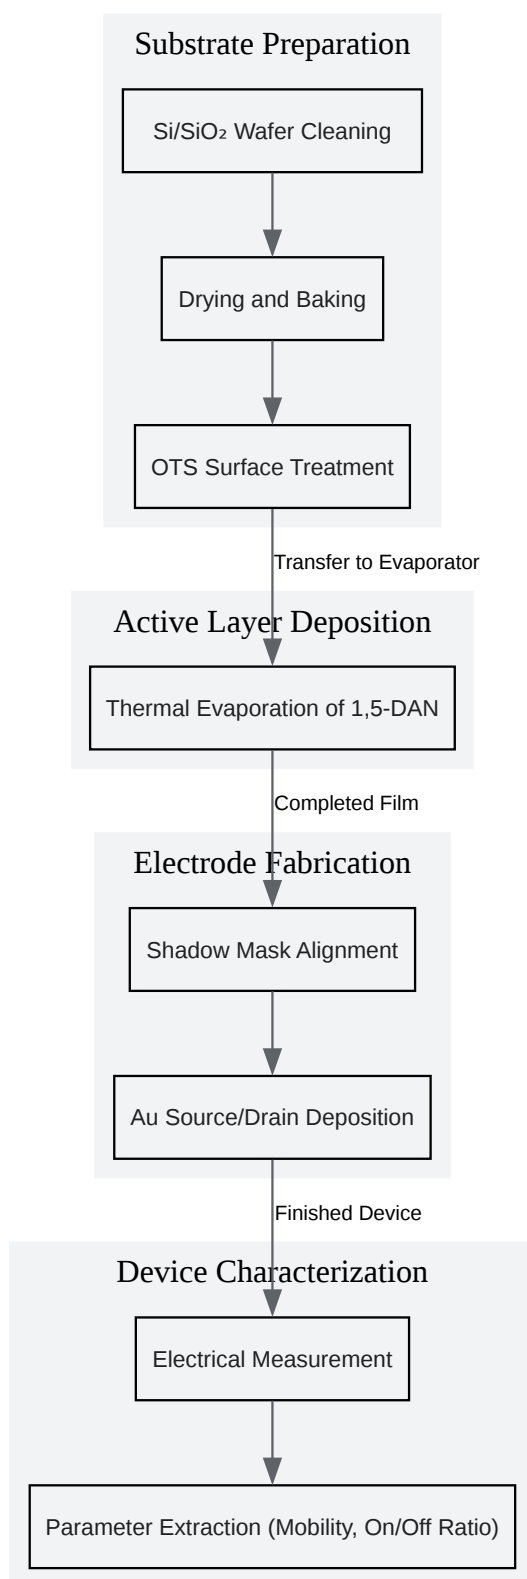 Substrate Preparation
Si/SiO₂ Wafer Cleaning
Drying and Baking
OTS Surface Treatment
Transfer to Evaporator
Active Layer Deposition
Thermal Evaporation of 1,5-DAN
Completed Film
Electrode Fabrication
Shadow Mask Alignment
Au Source/Drain Deposition
Finished Device
Device Characterization
Electrical Measurement
Parameter Extraction (Mobility, On/Off Ratio)